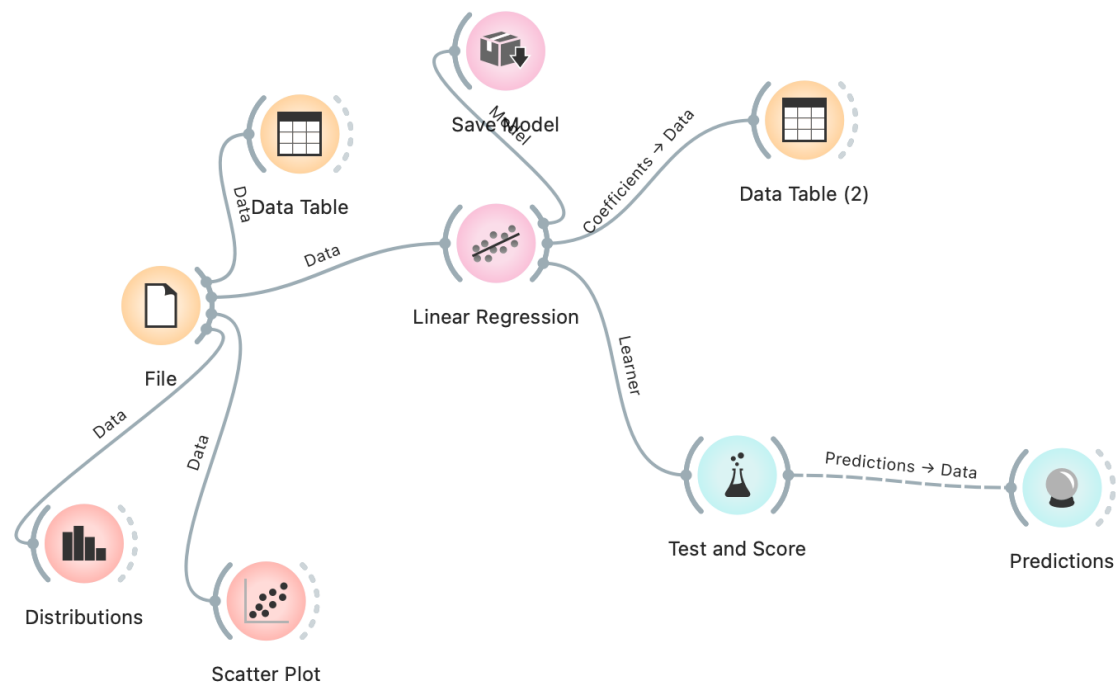 Save Model
Model
Data Table
Data
Coefficients → Data
Data Table (2)
Data
Linear Regression
File
Learner
Data
Data
Predictions → Data
Test and Score
Predictions
Distributions
Scatter Plot